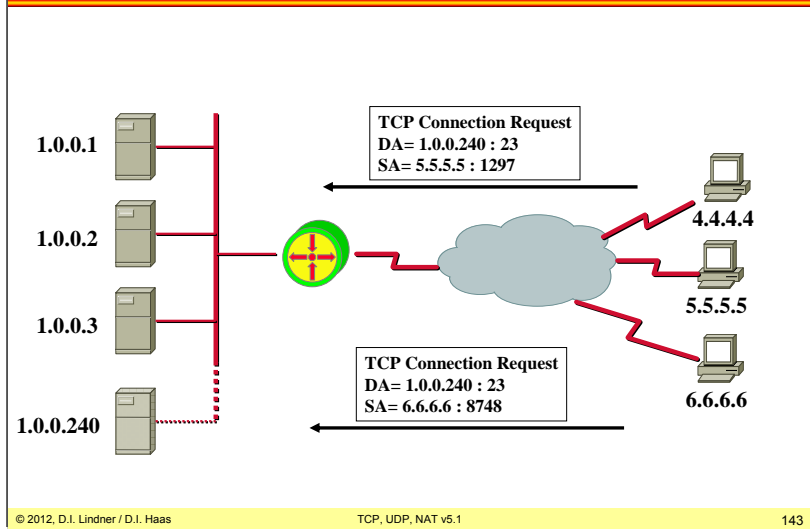 TCP Connection Request
DA= 1.0.0.240 : 23
SA= 5.5.5.5 : 1297
1.0.0.1
4.4.4.4
1.0.0.2
5.5.5.5
1.0.0.3
TCP Connection Request
DA= 1.0.0.240 : 23
SA= 6.6.6.6 : 8748
6.6.6.6
1.0.0.240
© 2012, D.I. Lindner / D.I. Haas
TCP, UDP, NAT v5.1
143